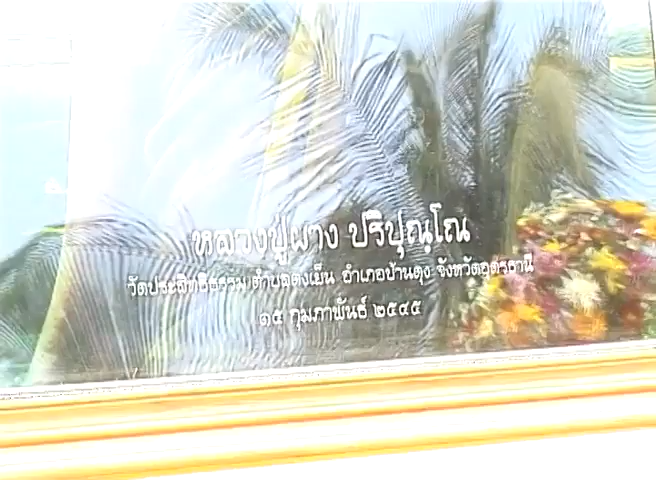 หลวงปู่ผาง ปริปุณฺโณ
วัดประสิทธิธรรม ตำบลดงเย็น อำเภอบ้านดุง จังหวัดอุดรธานี
๑๕ กุมภาพันธ์ ๒๕๔๕